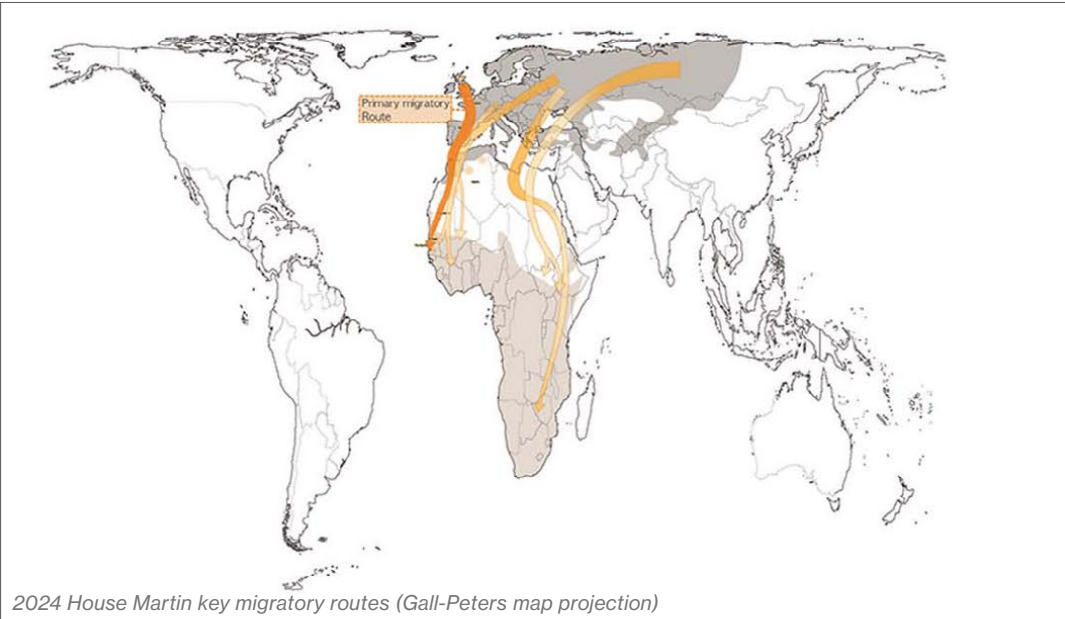 Primary migratory
Route
2024 House Martin key migratory routes (Gall-Peters map projection)